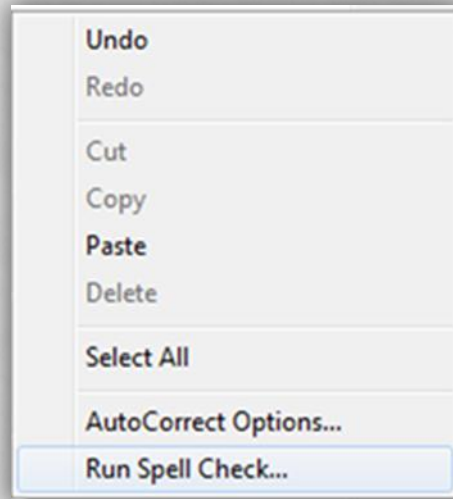 Undo
Redo
Cut
Copy
Paste
Delete
Select All
AutoCorrect Options...
Run Spell Check...